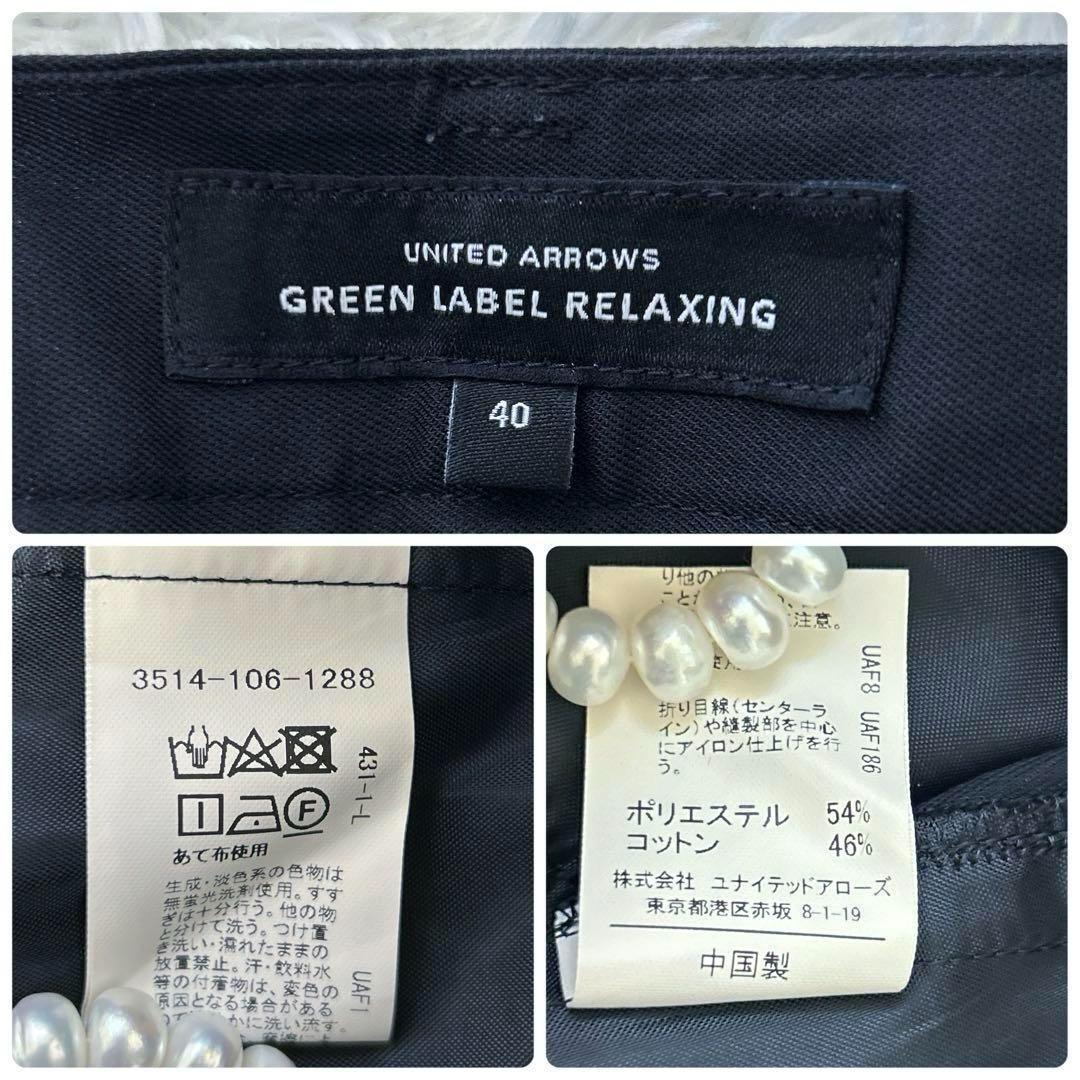 UNITED ARROWS
GREEN LABEL RELAXING
40
3514-106-1288
431-1-L
F
あて布使用
生成・淡色系の色物は
無蛍光洗剤使用。すす
ぎは十分行う。他の物
と分けて洗う。つけ置
き洗い・濡れたままの
放置禁止。汗・飲料水
等の付着物は、変色の
原因となる場合がある
かに洗い流す。
UAF1
り他の
こと
注意。
使用
折り目線(センターラ
イン)や縫製部を中心
にアイロン仕上げを行
う。
UAF8 UAF186
ポリエステル 54%
コットン 46%
株式会社 ユナイテッドアローズ
東京都港区赤坂 8-1-19
中国製